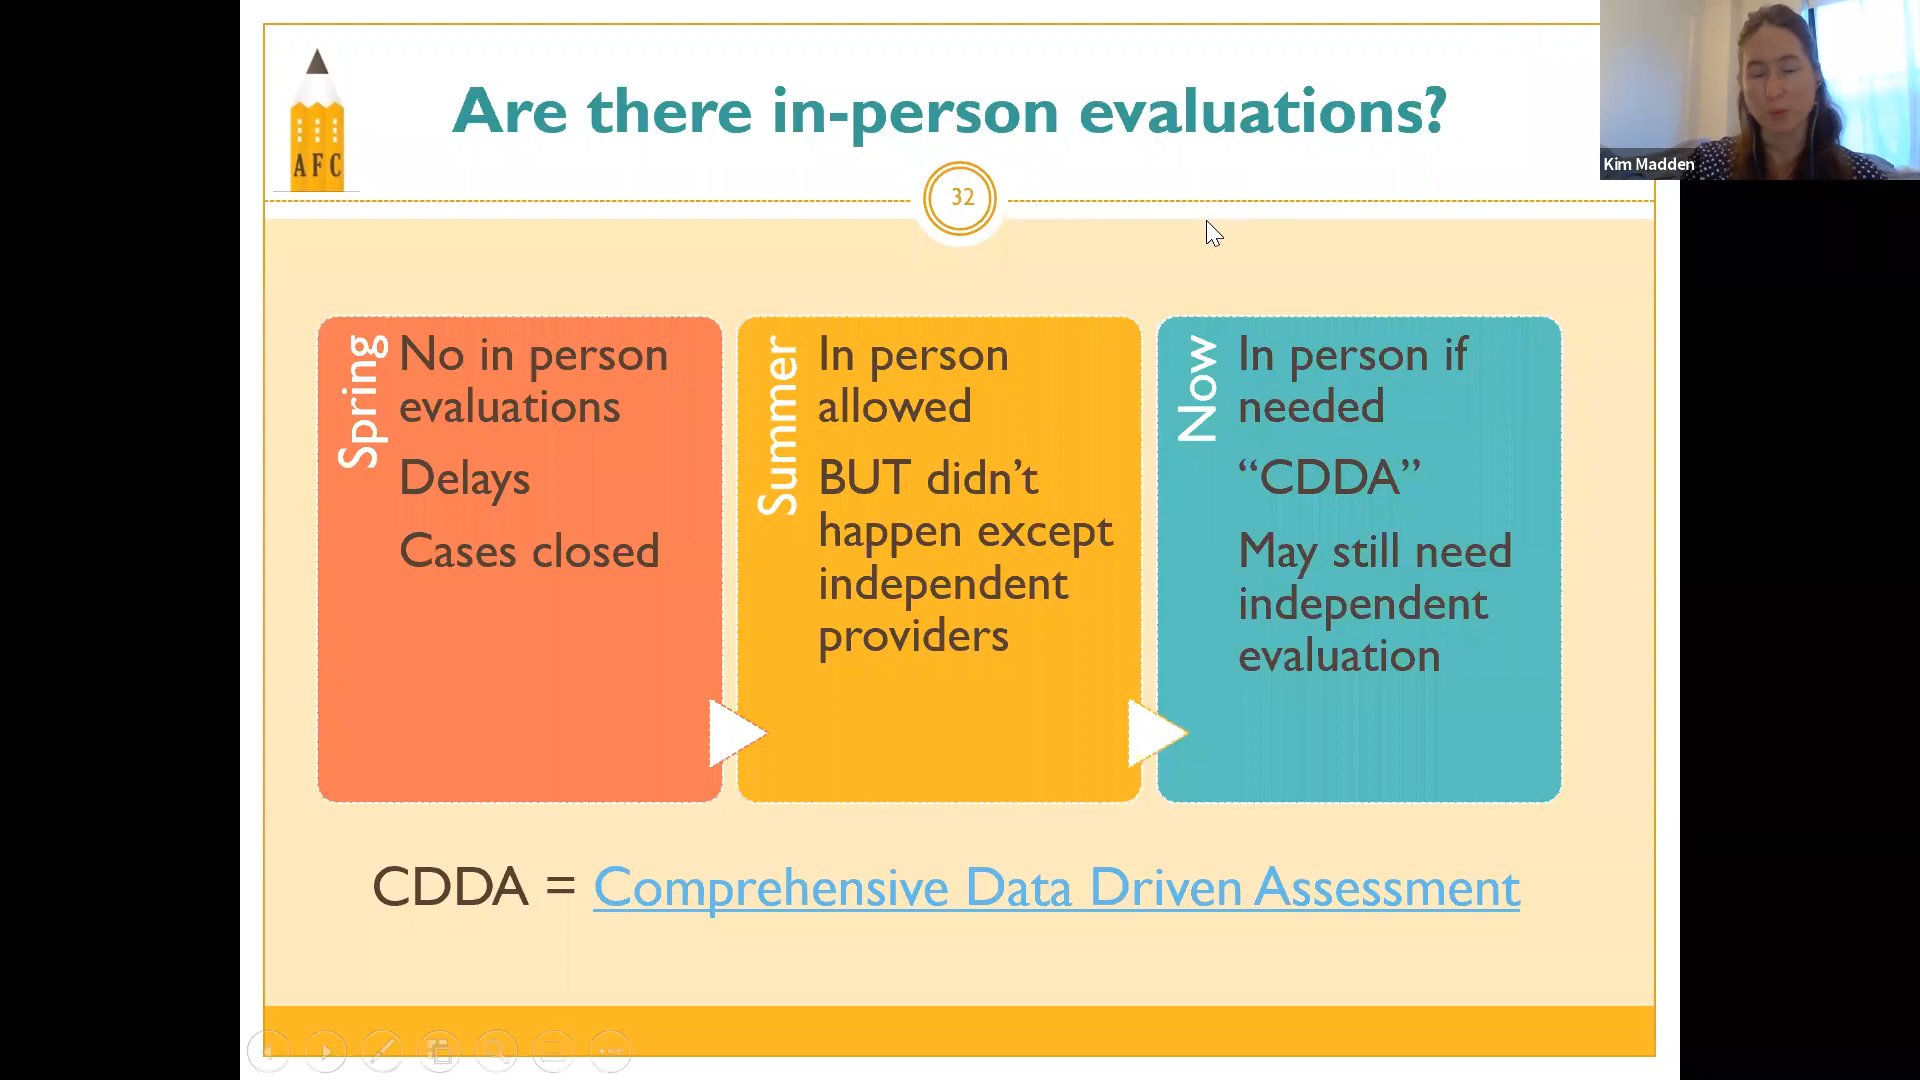 AFC
Are there in-person evaluations?
Kim Madden
32
Spring
No in person
evaluations
Delays
Cases closed
Summer
In person
allowed
BUT didn’t
happen except
independent
providers
Now
In person if
needed
“CDDA”
May still need
independent
evaluation
CDDA = Comprehensive Data Driven Assessment